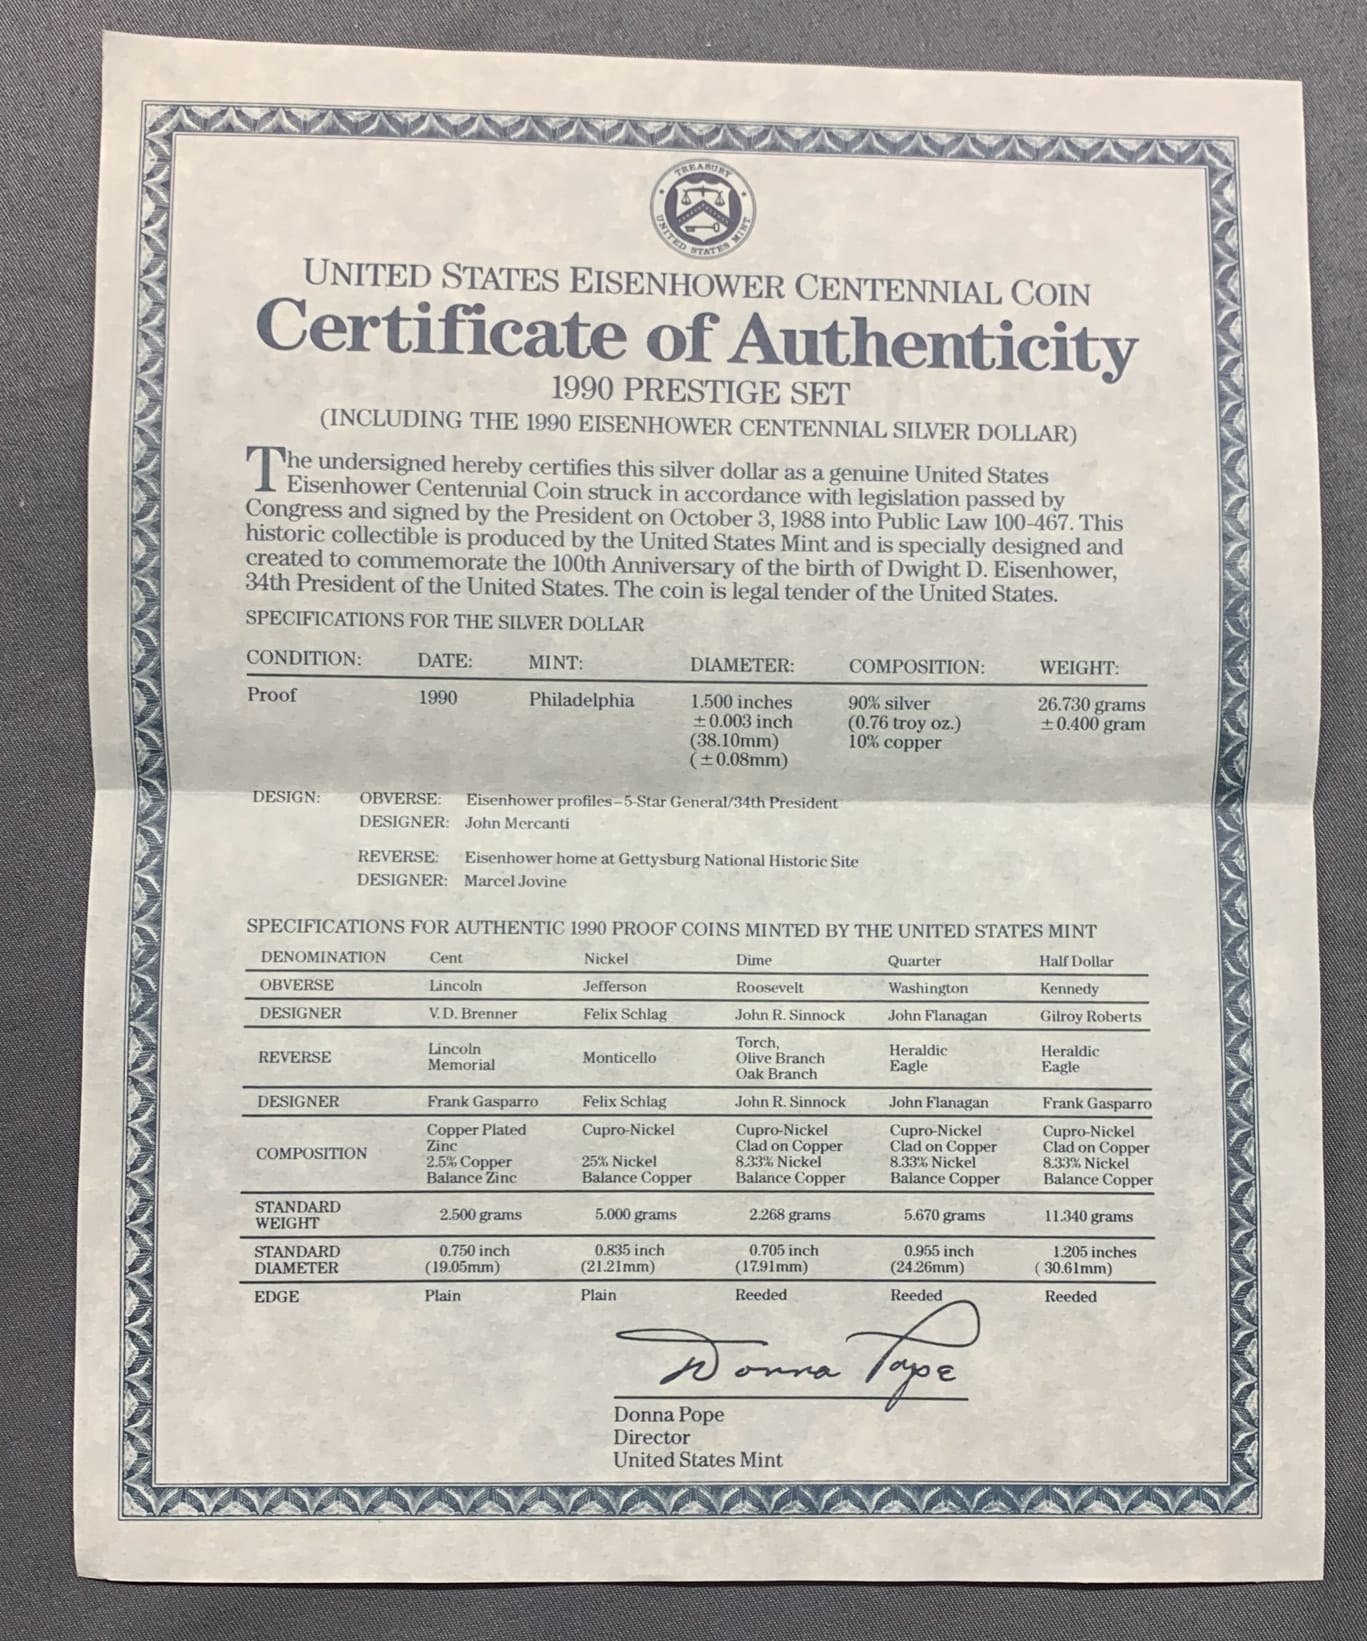 TREASURY
UNITED STATES MINT
UNITED STATES EISENHOWER CENTENNIAL COIN
Certificate of Authenticity
1990 PRESTIGE SET
(INCLUDING THE 1990 EISENHOWER CENTENNIAL SILVER DOLLAR)
The undersigned hereby certifies this silver dollar as a genuine United States
Eisenhower Centennial Coin struck in accordance with legislation passed by
Congress and signed by the President on October 3, 1988 into Public Law 100-467. This
historic collectible is produced by the United States Mint and is specially designed and
created to commemorate the 100th Anniversary of the birth of Dwight D. Eisenhower,
34th President of the United States. The coin is legal tender of the United States.
SPECIFICATIONS FOR THE SILVER DOLLAR
CONDITION: DATE: MINT: DIAMETER: COMPOSITION: WEIGHT:
Proof 1990 Philadelphia 1.500 inches 90% silver 26.730 grams
±0.003 inch (0.76 troy oz.) ±0.400 gram
(38.10mm) 10% copper
(±0.08mm)
DESIGN: OBVERSE: Eisenhower profiles–5-Star General/34th President
DESIGNER: John Mercanti
REVERSE: Eisenhower home at Gettysburg National Historic Site
DESIGNER: Marcel Jovine
SPECIFICATIONS FOR AUTHENTIC 1990 PROOF COINS MINTED BY THE UNITED STATES MINT
DENOMINATION Cent Nickel Dime Quarter Half Dollar
OBVERSE Lincoln Jefferson Roosevelt Washington Kennedy
DESIGNER V.D. Brenner Felix Schlag John R. Sinnock John Flanagan Gilroy Roberts
REVERSE Lincoln Monticello Torch, Heraldic Heraldic
Memorial Olive Branch Eagle Eagle
Oak Branch
DESIGNER Frank Gasparro Felix Schlag John R. Sinnock John Flanagan Frank Gasparro
COMPOSITION Copper Plated Cupro-Nickel Cupro-Nickel Cupro-Nickel Cupro-Nickel
Zinc Clad on Copper Clad on Copper Clad on Copper
2.5% Copper 25% Nickel 8.33% Nickel 8.33% Nickel 8.33% Nickel
Balance Zinc Balance Copper Balance Copper Balance Copper Balance Copper
STANDARD
WEIGHT 2.500 grams 5.000 grams 2.268 grams 5.670 grams 11.340 grams
STANDARD 0.750 inch 0.835 inch 0.705 inch 0.955 inch 1.205 inches
DIAMETER (19.05mm) (21.21mm) (17.91mm) (24.26mm) ( 30.61mm)
EDGE Plain Plain Reeded Reeded Reeded
Donna Pope
Donna Pope
Director
United States Mint